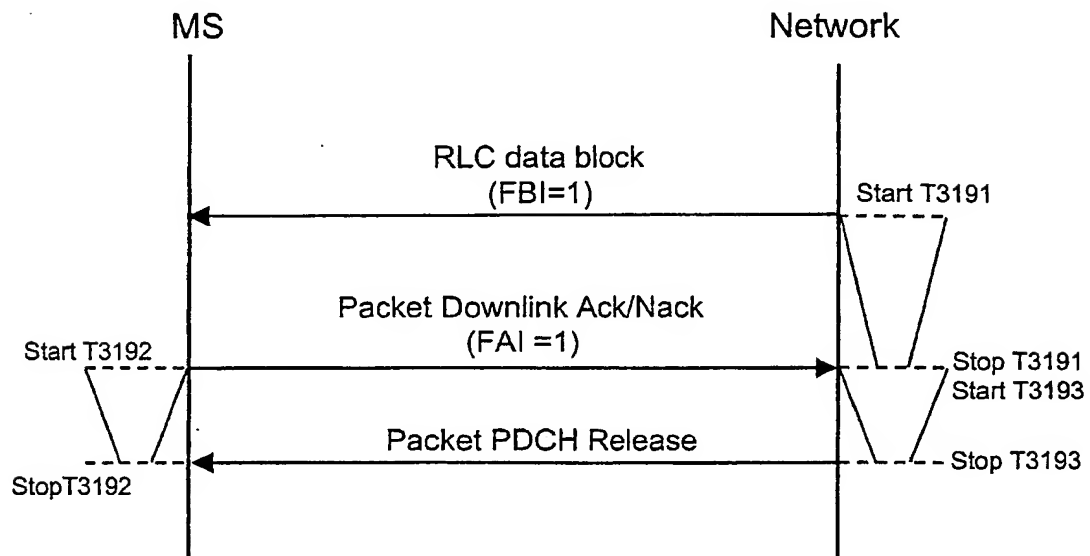 MS
Network
RLC data block
(FBI=1)
Start T3191
Packet Downlink Ack/Nack
(FAI =1)
Start T3192
Stop T3191
Start T3193
Packet PDCH Release
StopT3192
Stop T3193